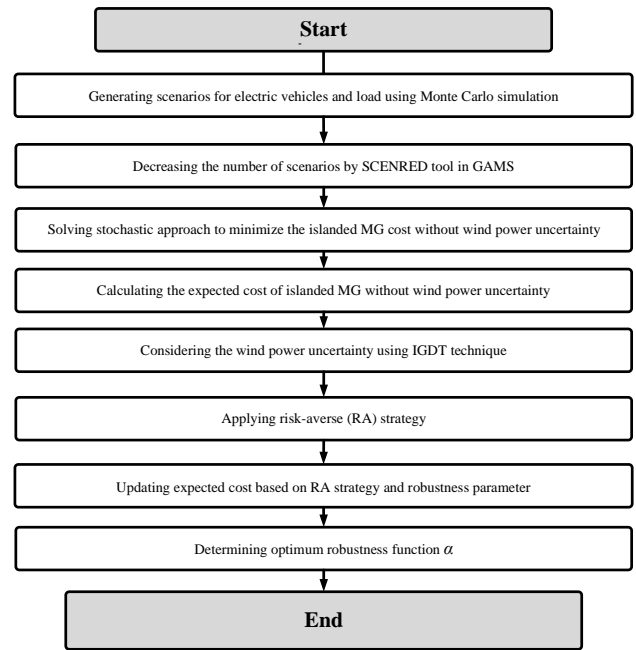 Start
Generating scenarios for electric vehicles and load using Monte Carlo simulation
Decreasing the number of scenarios by SCENRED tool in GAMS
Solving stochastic approach to minimize the islanded MG cost without wind power uncertainty
Calculating the expected cost of islanded MG without wind power uncertainty
Considering the wind power uncertainty using IGDT technique
Applying risk-averse (RA) strategy
Updating expected cost based on RA strategy and robustness parameter
Determining optimum robustness function α
End